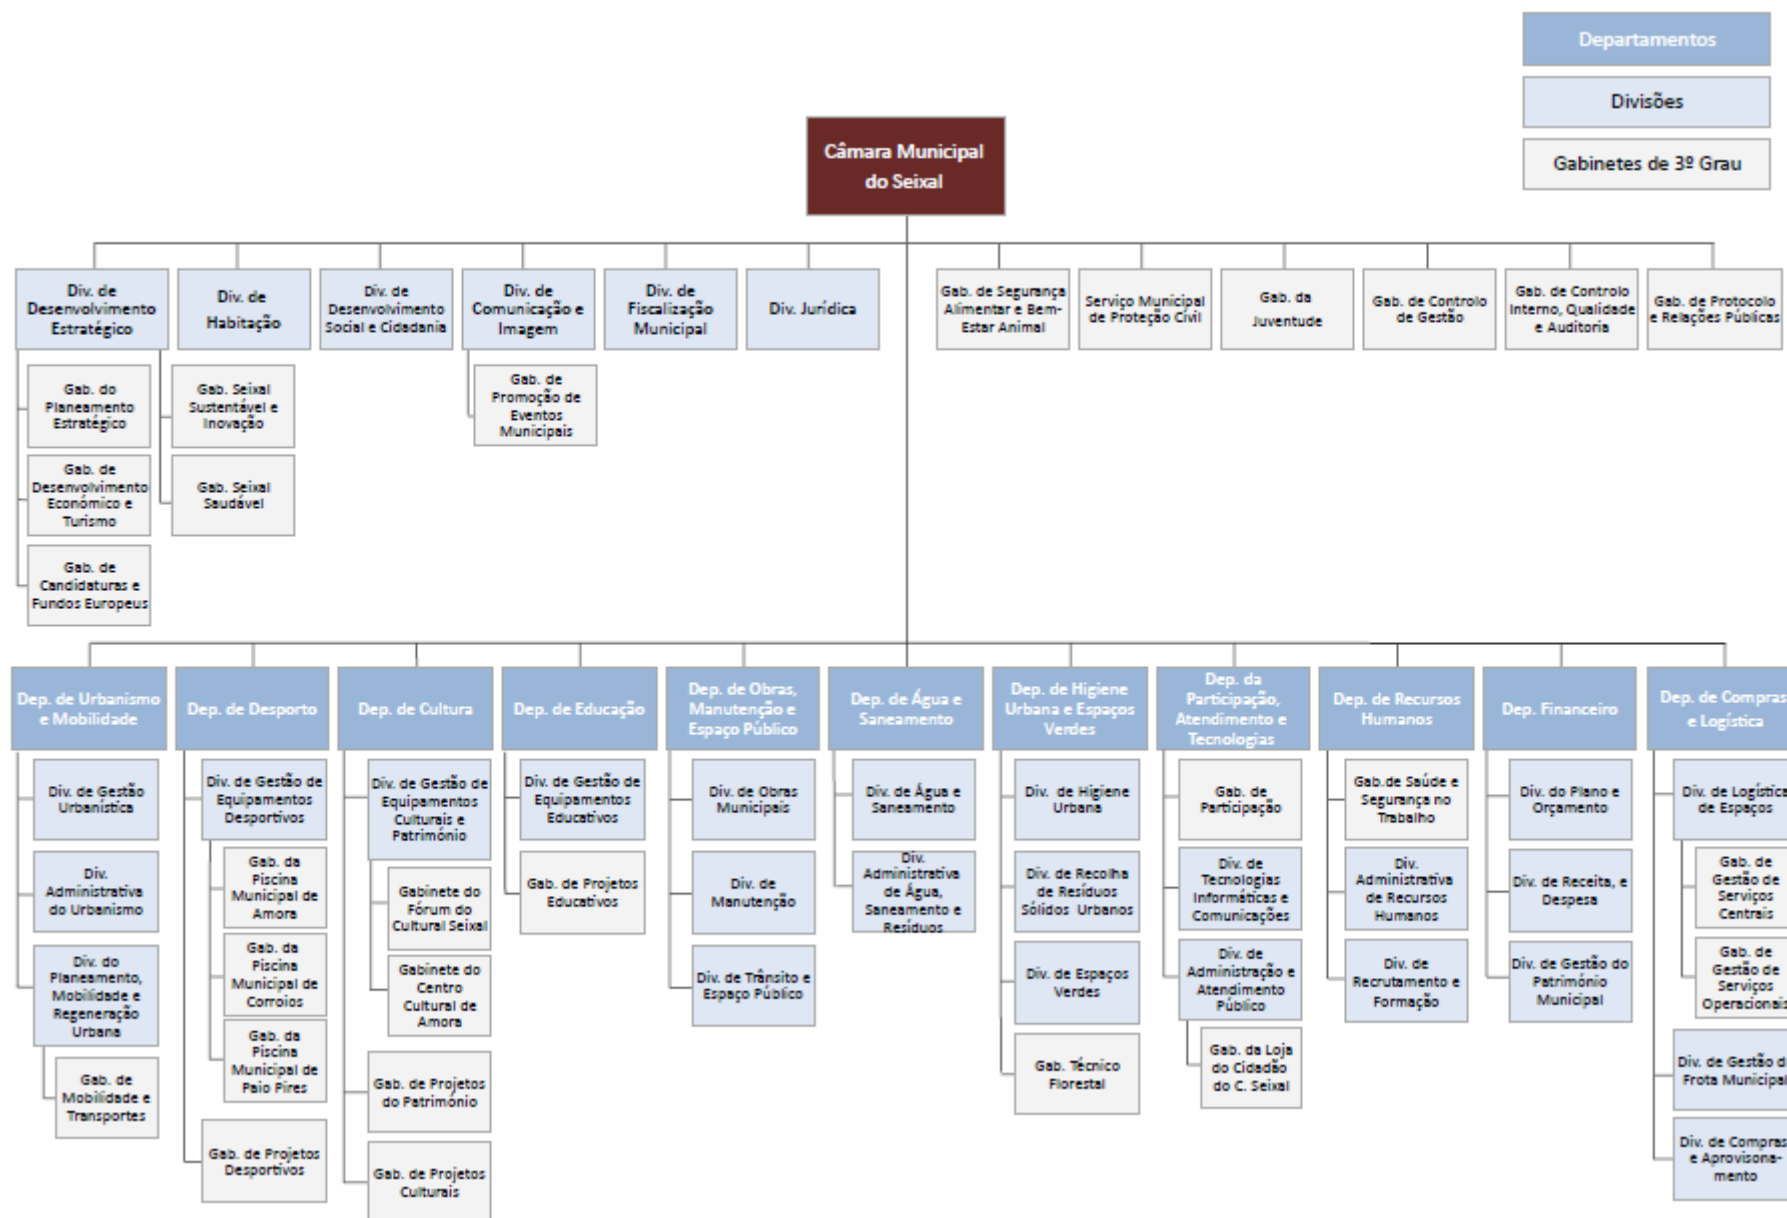 Departamentos
Divisões
Gabinetes de 3º Grau
Câmara Municipal
do Seixal
Div. de
Desenvolvimento
Estratégico
Div. de
Habitação
Div. de
Desenvolvimento
Social e Cidadania
Div. de
Comunicação e
Imagem
Div. de
Fiscalização
Municipal
Div. Jurídica
Gab. de Segurança
Alimentar e Bem-
Estar Animal
Serviço Municipal
de Proteção Civil
Gab. da
Juventude
Gab. de Controlo
de Gestão
Gab. de Controlo
Interno, Qualidade
e Auditoria
Gab. de Protocolo
e Relações Públicas
Gab. do
Planeamento
Estratégico
Gab. Seixal
Sustentável e
Inovação
Gab. de
Promoção de
Eventos
Municipais
Gab. de
Desenvolvimento
Económico e
Turismo
Gab. Seixal
Saudável
Gab. de
Candidaturas e
Fundos Europeus
Dep. de Urbanismo
e Mobilidade
Dep. de Desporto
Dep. de Cultura
Dep. de Educação
Dep. de Obras,
Manutenção e
Espaço Público
Dep. de Água e
Saneamento
Dep. de Higiene
Urbana e Espaços
Verdes
Dep. da
Participação,
Atendimento e
Tecnologias
Dep. de Recursos
Humanos
Dep. Financeiro
Dep. de Compras
e Logística
Div. de Gestão
Urbanística
Div.
Administrativa
do Urbanismo
Div. do
Planeamento,
Mobilidade e
Regeneração
Urbana
Gab. de
Mobilidade e
Transportes
Div. de Gestão de
Equipamentos
Desportivos
Gab. da
Piscina
Municipal de
Amora
Gab. da
Piscina
Municipal de
Corroios
Gab. da
Piscina
Municipal de
Paio Pires
Gab. de Projetos
Desportivos
Div. de Gestão de
Equipamentos
Culturais e
Património
Gabinete do
Fórum do
Cultural Seixal
Gabinete do
Centro
Cultural de
Amora
Gab. de Projetos
do Património
Gab. de Projetos
Culturais
Div. de Gestão de
Equipamentos
Educativos
Gab. de Projetos
Educativos
Div. de Obras
Municipais
Div. de
Manutenção
Div. de Trânsito e
Espaço Público
Div. de Água e
Saneamento
Div.
Administrativa
de Água,
Saneamento e
Resíduos
Div. de Higiene
Urbana
Div. de Recolha
de Resíduos
Sólidos Urbanos
Div. de Espaços
Verdes
Gab. Técnico
Florestal
Gab. de
Participação
Div. de
Tecnologias
Informáticas e
Comunicações
Div. de
Administração e
Atendimento
Público
Gab. da Loja
do Cidadão
do C. Seixal
Gab.de Saúde e
Segurança no
Trabalho
Div.
Administrativa
de Recursos
Humanos
Div. de
Recrutamento e
Formação
Div. do Plano e
Orçamento
Div. de Receita, e
Despesa
Div. de Gestão do
Património
Municipal
Div. de Logística
de Espaços
Gab. de
Gestão de
Serviços
Centrais
Gab. de
Gestão de
Serviços
Operacionais
Div. de Gestão d
Frota Municipal
Div. de Compras
e Aprovisona-
mento